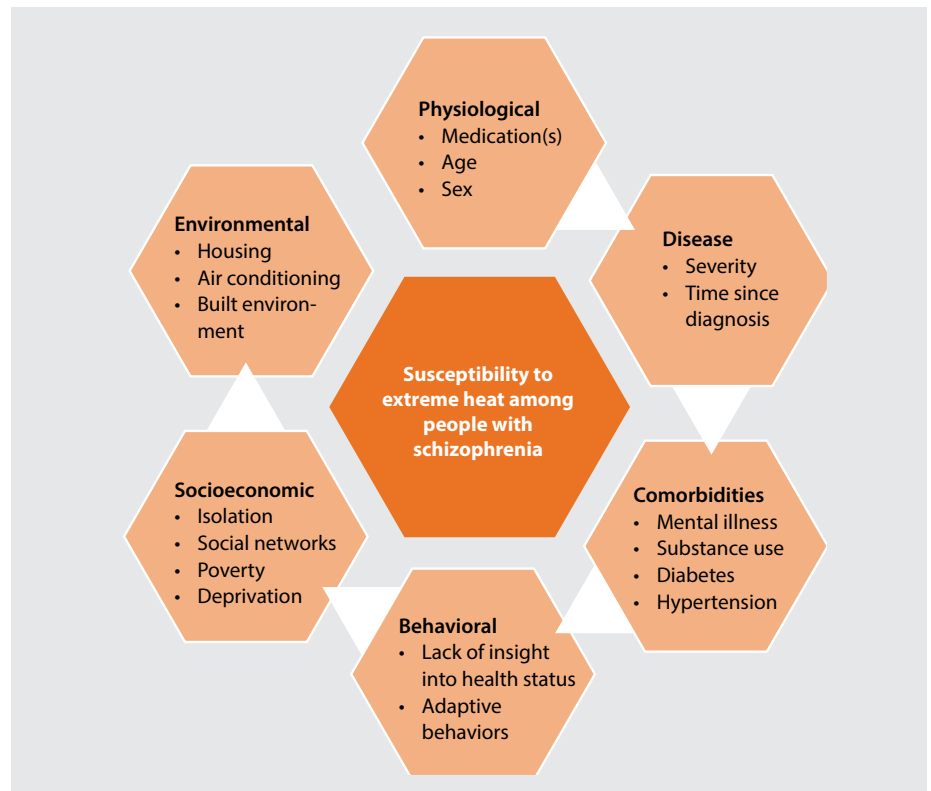 Physiological
• Medication(s)
• Age
• Sex
Disease
• Severity
• Time since
diagnosis
Comorbidities
• Mental illness
• Substance use
• Diabetes
• Hypertension
Behavioral
• Lack of insight
into health status
• Adaptive
behaviors
Socioeconomic
• Isolation
• Social networks
• Poverty
• Deprivation
Environmental
• Housing
• Air conditioning
• Built environ-
ment
Susceptibility to
extreme heat among
people with
schizophrenia